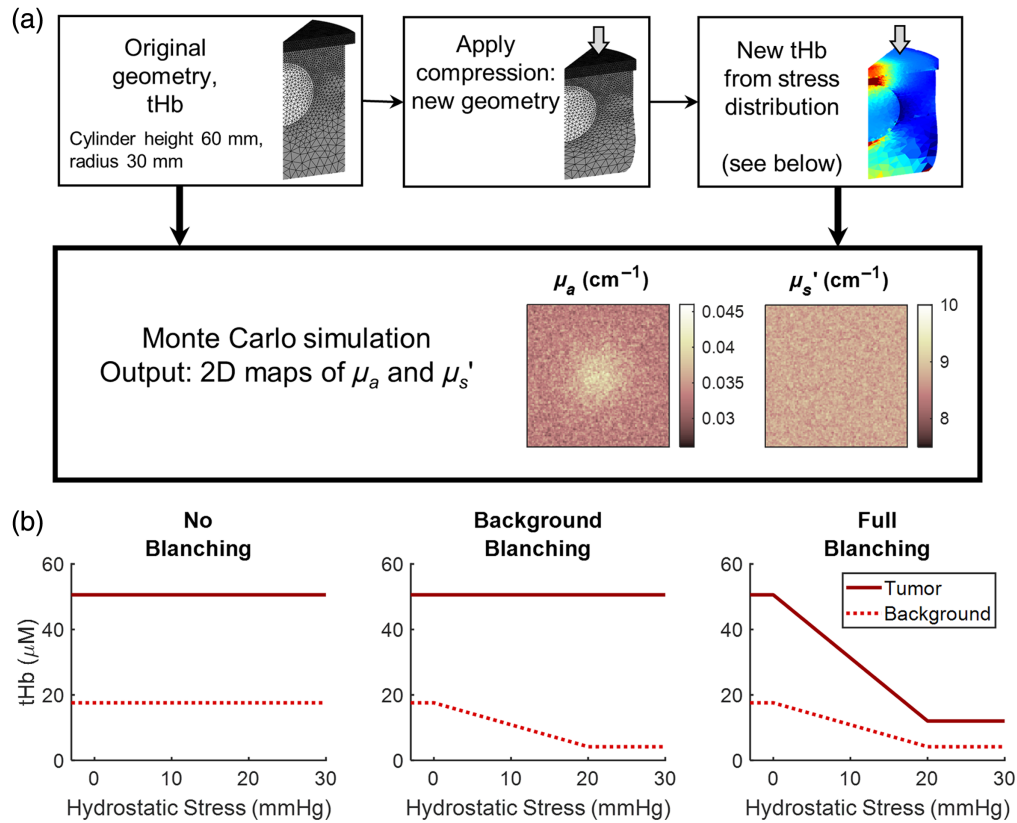 (a)
Original
geometry,
tHb
Cylinder height 60 mm,
radius 30 mm
Apply
compression:
new geometry
New tHb
from stress
distribution
(see below)
Monte Carlo simulation
Output: 2D maps of μa and μs'
μa (cm−1)
0.045
0.04
0.035
0.03
μs' (cm−1)
10
9
8
(b)
No
Blanching
60
40
20
0
tHb (μM)
0 10 20 30
Hydrostatic Stress (mmHg)
Background
Blanching
60
40
20
0
0 10 20 30
Hydrostatic Stress (mmHg)
Full
Blanching
60
40
20
0
Tumor
Background
0 10 20 30
Hydrostatic Stress (mmHg)